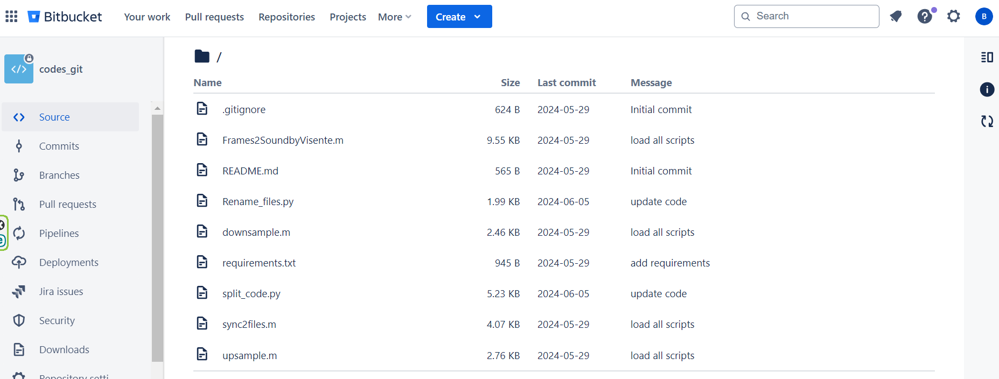 Bitbucket Your work Pull requests Repositories Projects More Create Search B
codes_git
Source
Commits
Branches
Pull requests
Pipelines
Deployments
Jira issues
Security
Downloads
/
Name Size Last commit Message
.gitignore 624 B 2024-05-29 Initial commit
Frames2SoundbyVisente.m 9.55 KB 2024-05-29 load all scripts
README.md 565 B 2024-05-29 Initial commit
Rename_files.py 1.99 KB 2024-06-05 update code
downsample.m 2.46 KB 2024-05-29 load all scripts
requirements.txt 945 B 2024-05-29 add requirements
split_code.py 5.23 KB 2024-06-05 update code
sync2files.m 4.07 KB 2024-05-29 load all scripts
upsample.m 2.76 KB 2024-05-29 load all scripts